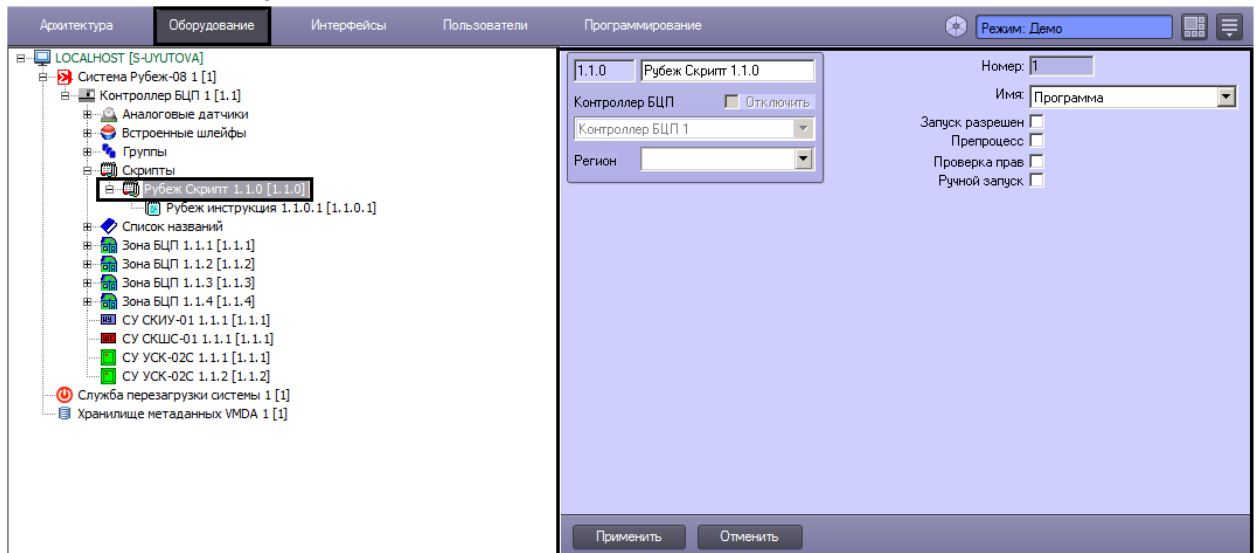 Архитектура Оборудование Интерфейсы Пользователи Программирование Режим: Демо
LOCALHOST [S-UYUTOVA]
Система Рубеж-08 1 [1]
Контроллер БЦП 1 [1.1]
Аналоговые датчики
Встроенные шлейфы
Группы
Скрипты
Рубеж Скрипт 1.1.0 [1.1.0]
Рубеж инструкция 1.1.0.1 [1.1.0.1]
Список названий
Зона БЦП 1.1.1 [1.1.1]
Зона БЦП 1.1.2 [1.1.2]
Зона БЦП 1.1.3 [1.1.3]
Зона БЦП 1.1.4 [1.1.4]
СУ СКИУ-01 1.1.1 [1.1.1]
СУ СКШС-01 1.1.1 [1.1.1]
СУ УСК-02С 1.1.1 [1.1.1]
СУ УСК-02С 1.1.2 [1.1.2]
Служба перезагрузки системы 1 [1]
Хранилище метаданных VMDA 1 [1]
1.1.0 Рубеж Скрипт 1.1.0
Контроллер БЦП Отключить
Контроллер БЦП 1
Регион
Номер: 1
Имя: Программа
Запуск разрешен
Препроцесс
Проверка прав
Ручной запуск
Применить Отменить